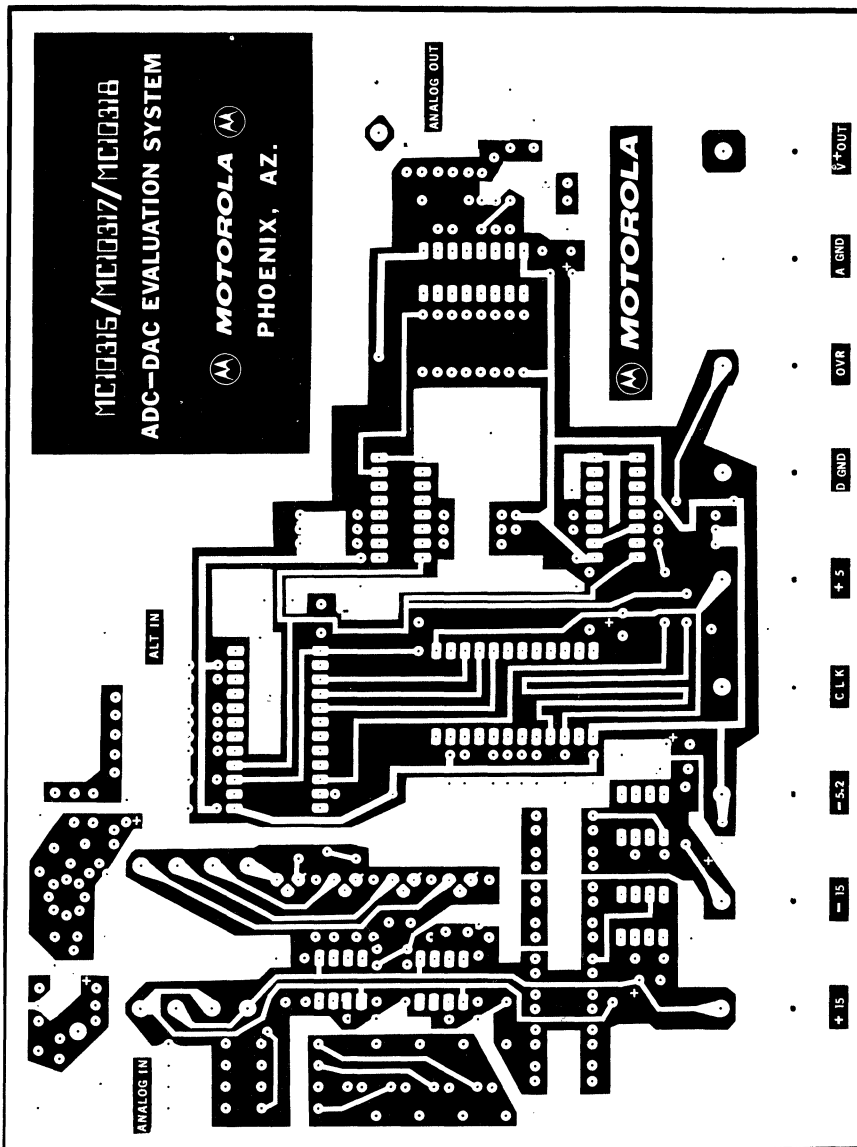 MC10315/MC10317/MC10318
ADC–DAC EVALUATION SYSTEM
MOTOROLA
PHOENIX, AZ.
ANALOG OUT
MOTOROLA
ALT IN
ANALOG IN
+ 15
− 15
− 5.2
CLK
+ 5
D GND
OVR
A GND
V+OUT